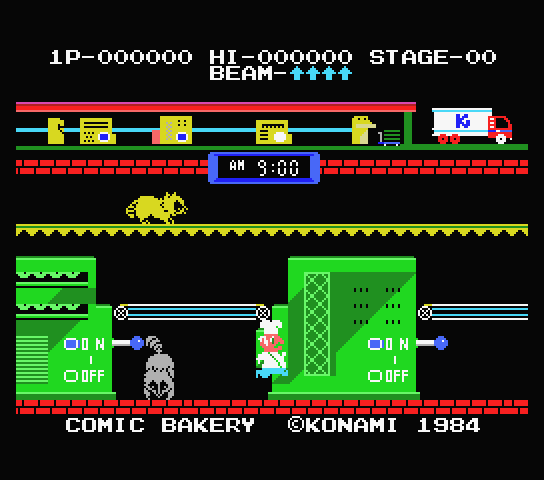 1P-000000 HI-000000 STAGE-00
BEAM-↑↑↑↑
K
AM 9:00
ON
OFF
ON
OFF
COMIC BAKERY ©KONAMI 1984